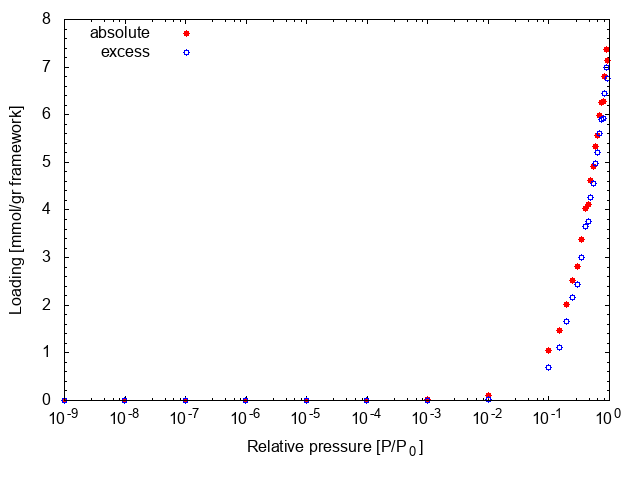 absolute
excess
8
7
6
5
4
3
2
1
0
10^-9 10^-8 10^-7 10^-6 10^-5 10^-4 10^-3 10^-2 10^-1 10^0
Loading [mmol/gr framework]
Relative pressure [P/P_0]